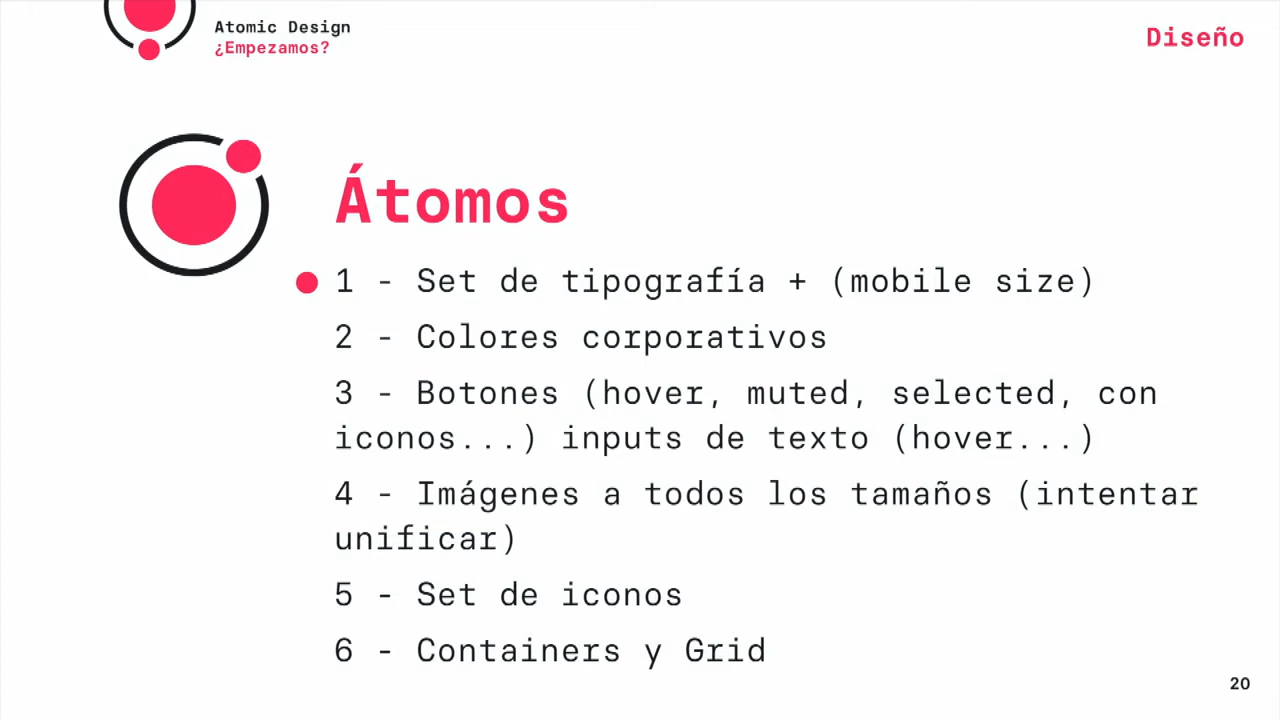 Atomic Design
¿Empezamos?
Diseño
Átomos
1 - Set de tipografía + (mobile size)
2 - Colores corporativos
3 - Botones (hover, muted, selected, con
iconos...) inputs de texto (hover...)
4 - Imágenes a todos los tamaños (intentar
unificar)
5 - Set de iconos
6 - Containers y Grid
20